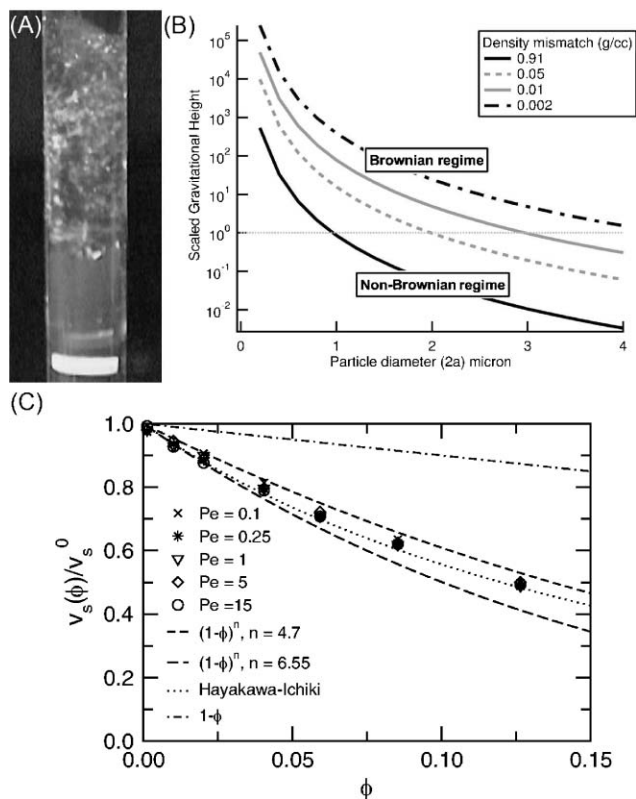 (A)
(B)
Density mismatch (g/cc)
0.91
0.05
0.01
0.002
10^5
10^4
10^3
10^2
10^1
10^0
10^-1
10^-2
Scaled Gravitational Height
Brownian regime
Non-Brownian regime
0 1 2 3 4
Particle diameter (2a) micron
(C)
1.0
0.8
0.6
0.4
0.2
0.0
v_s(ϕ)/v_s^0
Pe = 0.1
Pe = 0.25
Pe = 1
Pe = 5
Pe = 15
(1-ϕ)^n, n = 4.7
(1-ϕ)^n, n = 6.55
Hayakawa-Ichiki
1-ϕ
0.00 0.05 0.10 0.15
ϕ